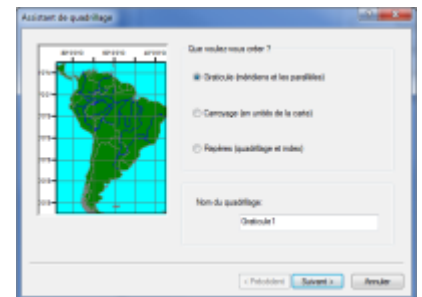 Assistant de quadrillage
Que voulez-vous créer ?
Graticule (méridiens et les parallèles)
Carroyage (en unités de la carte)
Repères (quadrillage et index)
Nom du quadrillage:
Graticule1
< Précédent
Suivant >
Annuler